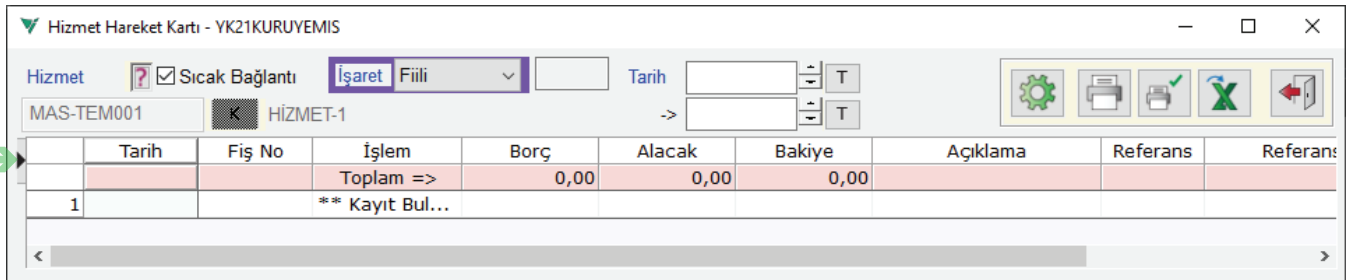 Hizmet Hareket Kartı - YK21KURUYEMIS
Hizmet ? Sıcak Bağlantı İşaret Fiili Tarih T
MAS-TEM001 K HİZMET-1 -> T
Tarih Fiş No İşlem Borç Alacak Bakiye Açıklama Referans Referans
Toplam => 0,00 0,00 0,00
1 ** Kayıt Bul...